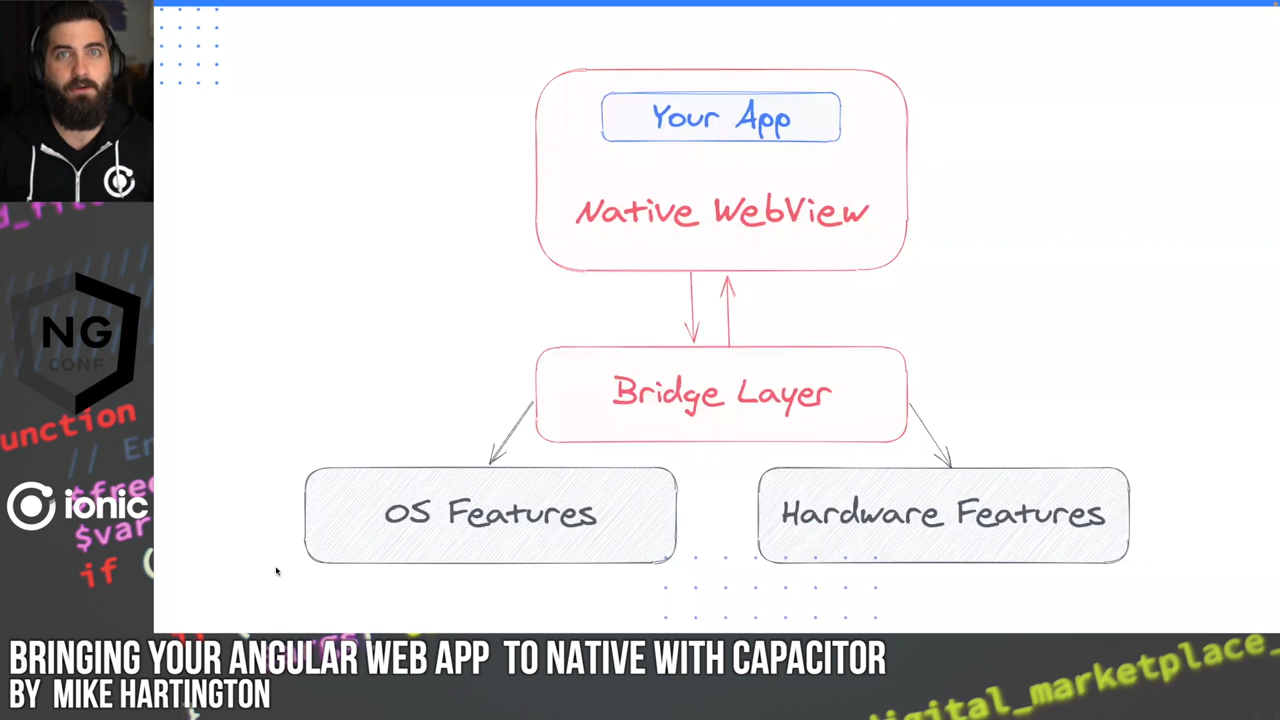 Your App
Native WebView
Bridge Layer
OS Features
Hardware Features
NG
CONF
unction
ionic
$var
if (
BRINGING YOUR ANGULAR WEB APP TO NATIVE WITH CAPACITOR
BY MIKE HARTINGTON
digital_marketplace_